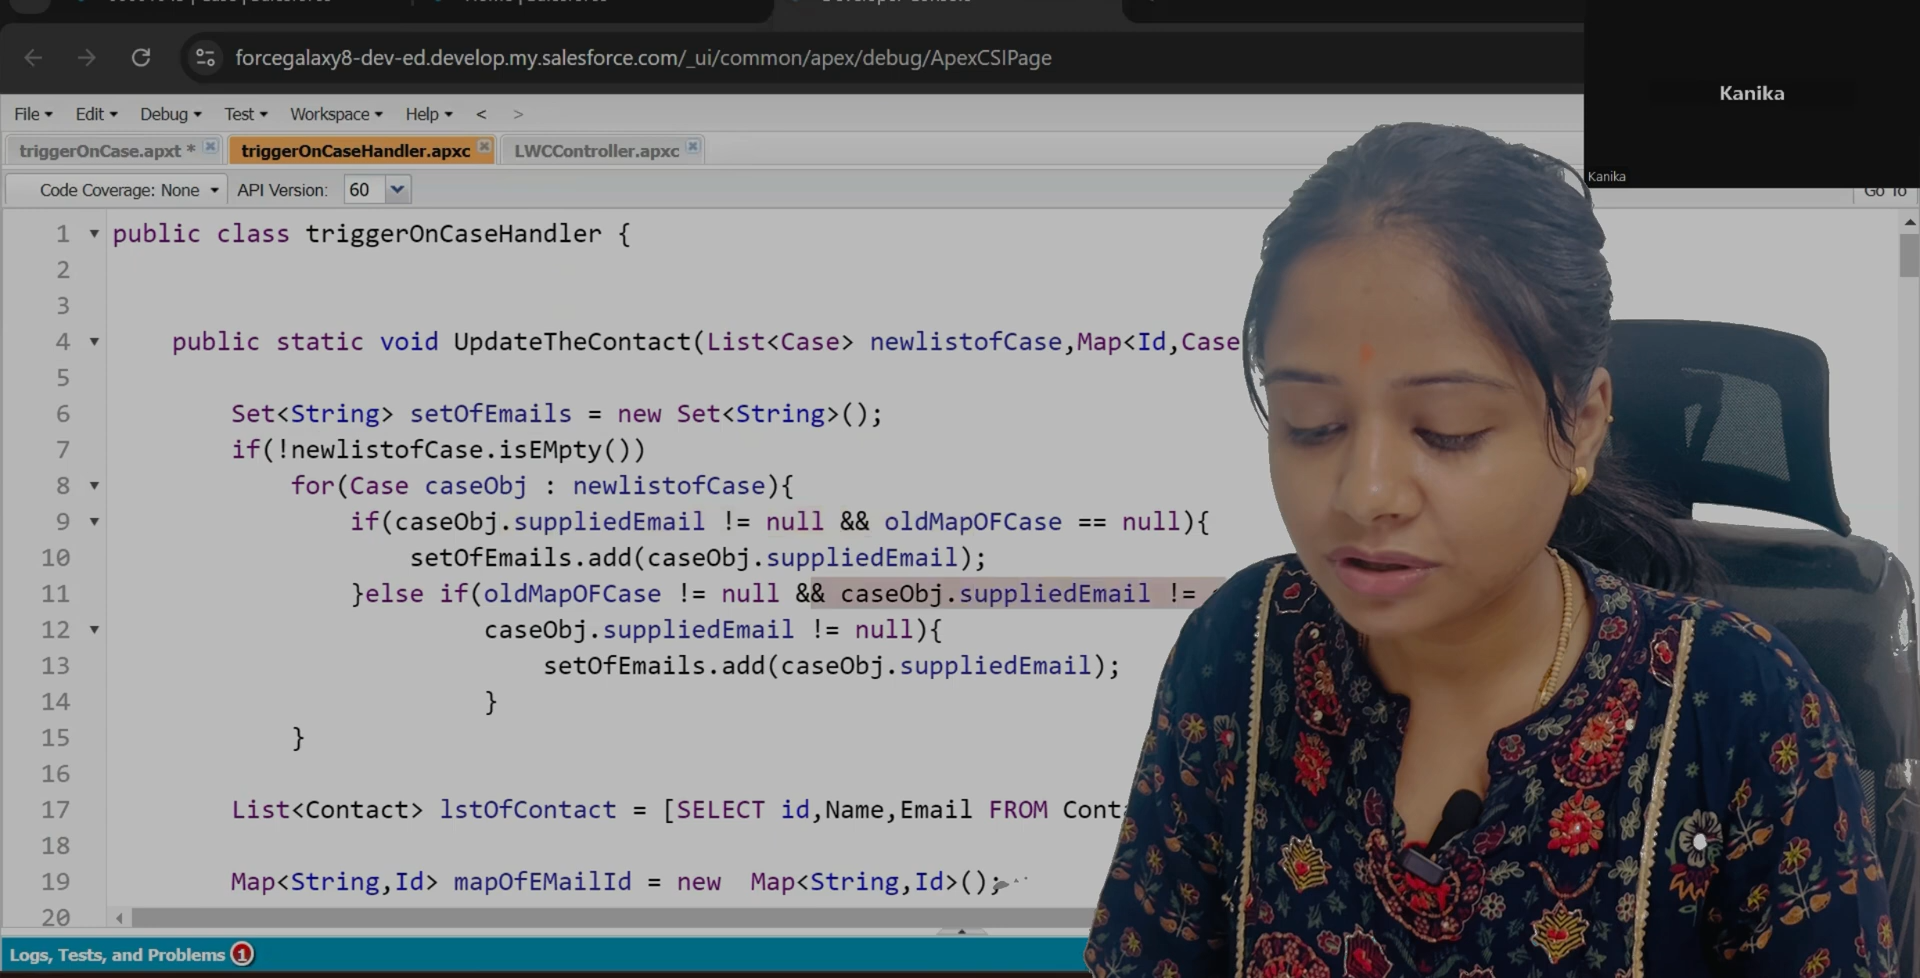 forcegalaxy8-dev-ed.develop.my.salesforce.com/_ui/common/apex/debug/ApexCSIPage
Kanika
Kanika
File Edit Debug Test Workspace Help < >
triggerOnCase.apxt * triggerOnCaseHandler.apxc LWCController.apxc
Code Coverage: None API Version: 60 Go To
1 public class triggerOnCaseHandler {
2
3
4 public static void UpdateTheContact(List<Case> newlistofCase,Map<Id,Case
5
6 Set<String> setOfEmails = new Set<String>();
7 if(!newlistofCase.isEMpty())
8 for(Case caseObj : newlistofCase){
9 if(caseObj.suppliedEmail != null && oldMapOFCase == null){
10 setOfEmails.add(caseObj.suppliedEmail);
11 }else if(oldMapOFCase != null && caseObj.suppliedEmail !=
12 caseObj.suppliedEmail != null){
13 setOfEmails.add(caseObj.suppliedEmail);
14 }
15 }
16
17 List<Contact> lstOfContact = [SELECT id,Name,Email FROM
18
19 Map<String,Id> mapOfEMailId = new Map<String,Id>();
20
Logs, Tests, and Problems 1